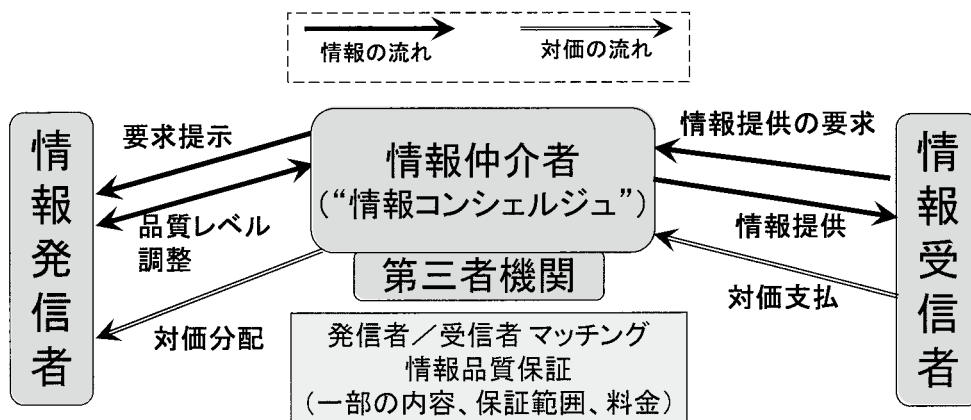 情報の流れ
対価の流れ
情報発信者
要求提示
品質レベル
調整
対価分配
情報仲介者
(“情報コンシェルジュ”)
第三者機関
発信者／受信者 マッチング
情報品質保証
(一部の内容、保証範囲、料金)
情報提供の要求
情報提供
対価支払
情報受信者